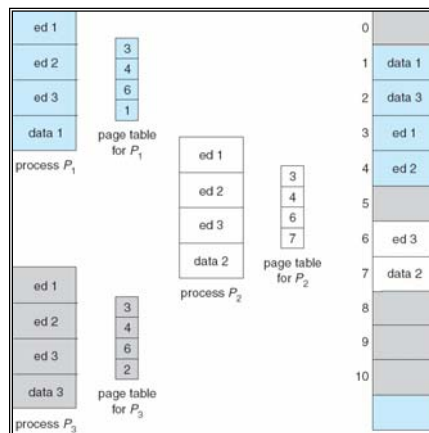 ed 1
ed 2
ed 3
data 1
process P1
3
4
6
1
page table
for P1
ed 1
ed 2
ed 3
data 2
process P2
3
4
6
7
page table
for P2
ed 1
ed 2
ed 3
data 3
process P3
3
4
6
2
page table
for P3
0
1 data 1
2 data 3
3 ed 1
4 ed 2
5
6 ed 3
7 data 2
8
9
10